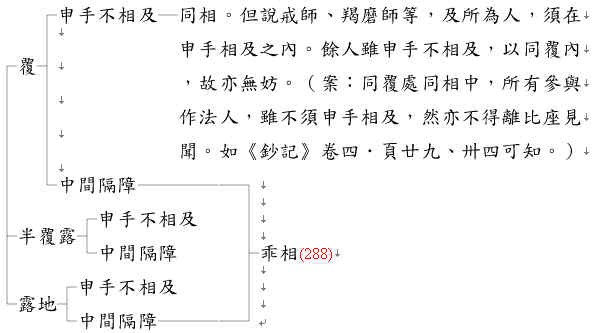 申手不相及——同相。但說戒師、羯磨師等，及所為人，須在
申手相及之內。餘人雖申手不相及，以同覆內
，故亦無妨。（案：同覆處同相中，所有參與
作法人，雖不須申手相及，然亦不得離比座見
聞。如《鈔記》卷四．頁廿九、卅四可知。）
覆
中間隔障
申手不相及
半覆露
中間隔障
乖相(288)
申手不相及
露地
中間隔障